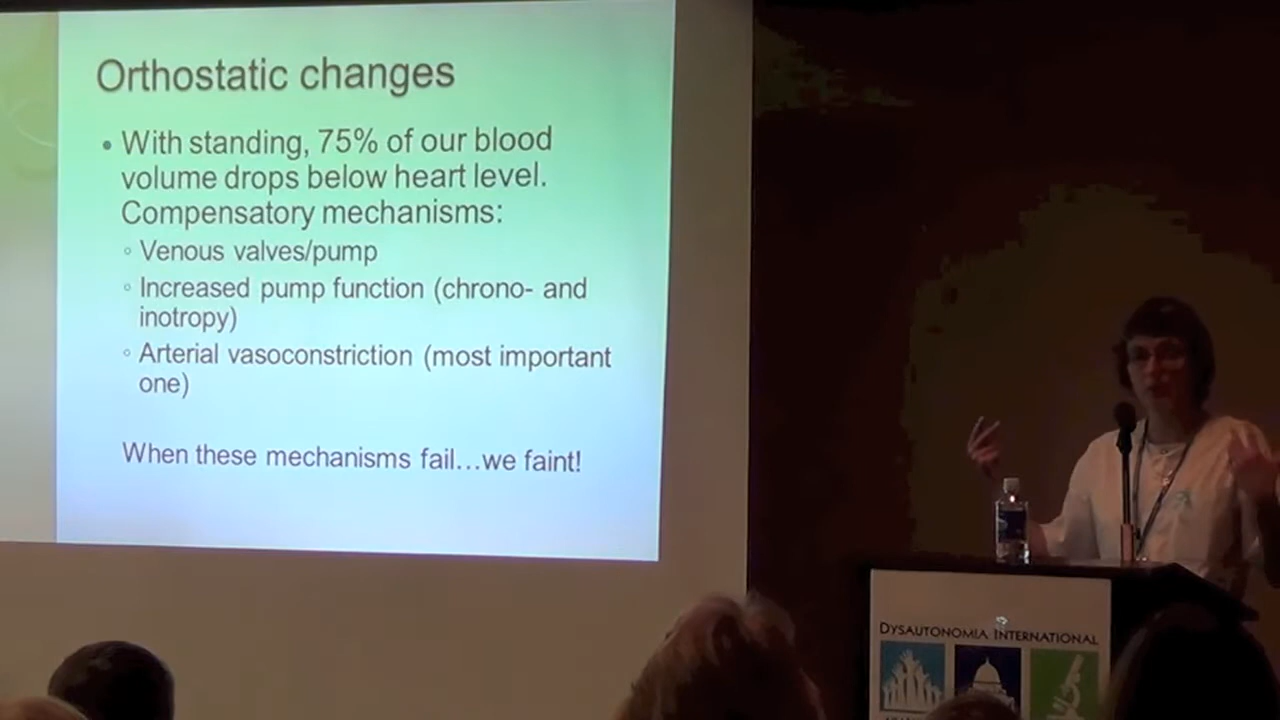 Orthostatic changes
• With standing, 75% of our blood
volume drops below heart level.
Compensatory mechanisms:
◦ Venous valves/pump
◦ Increased pump function (chrono- and
inotropy)
◦ Arterial vasoconstriction (most important
one)
When these mechanisms fail...we faint!
DYSAUTONOMIA INTERNATIONAL